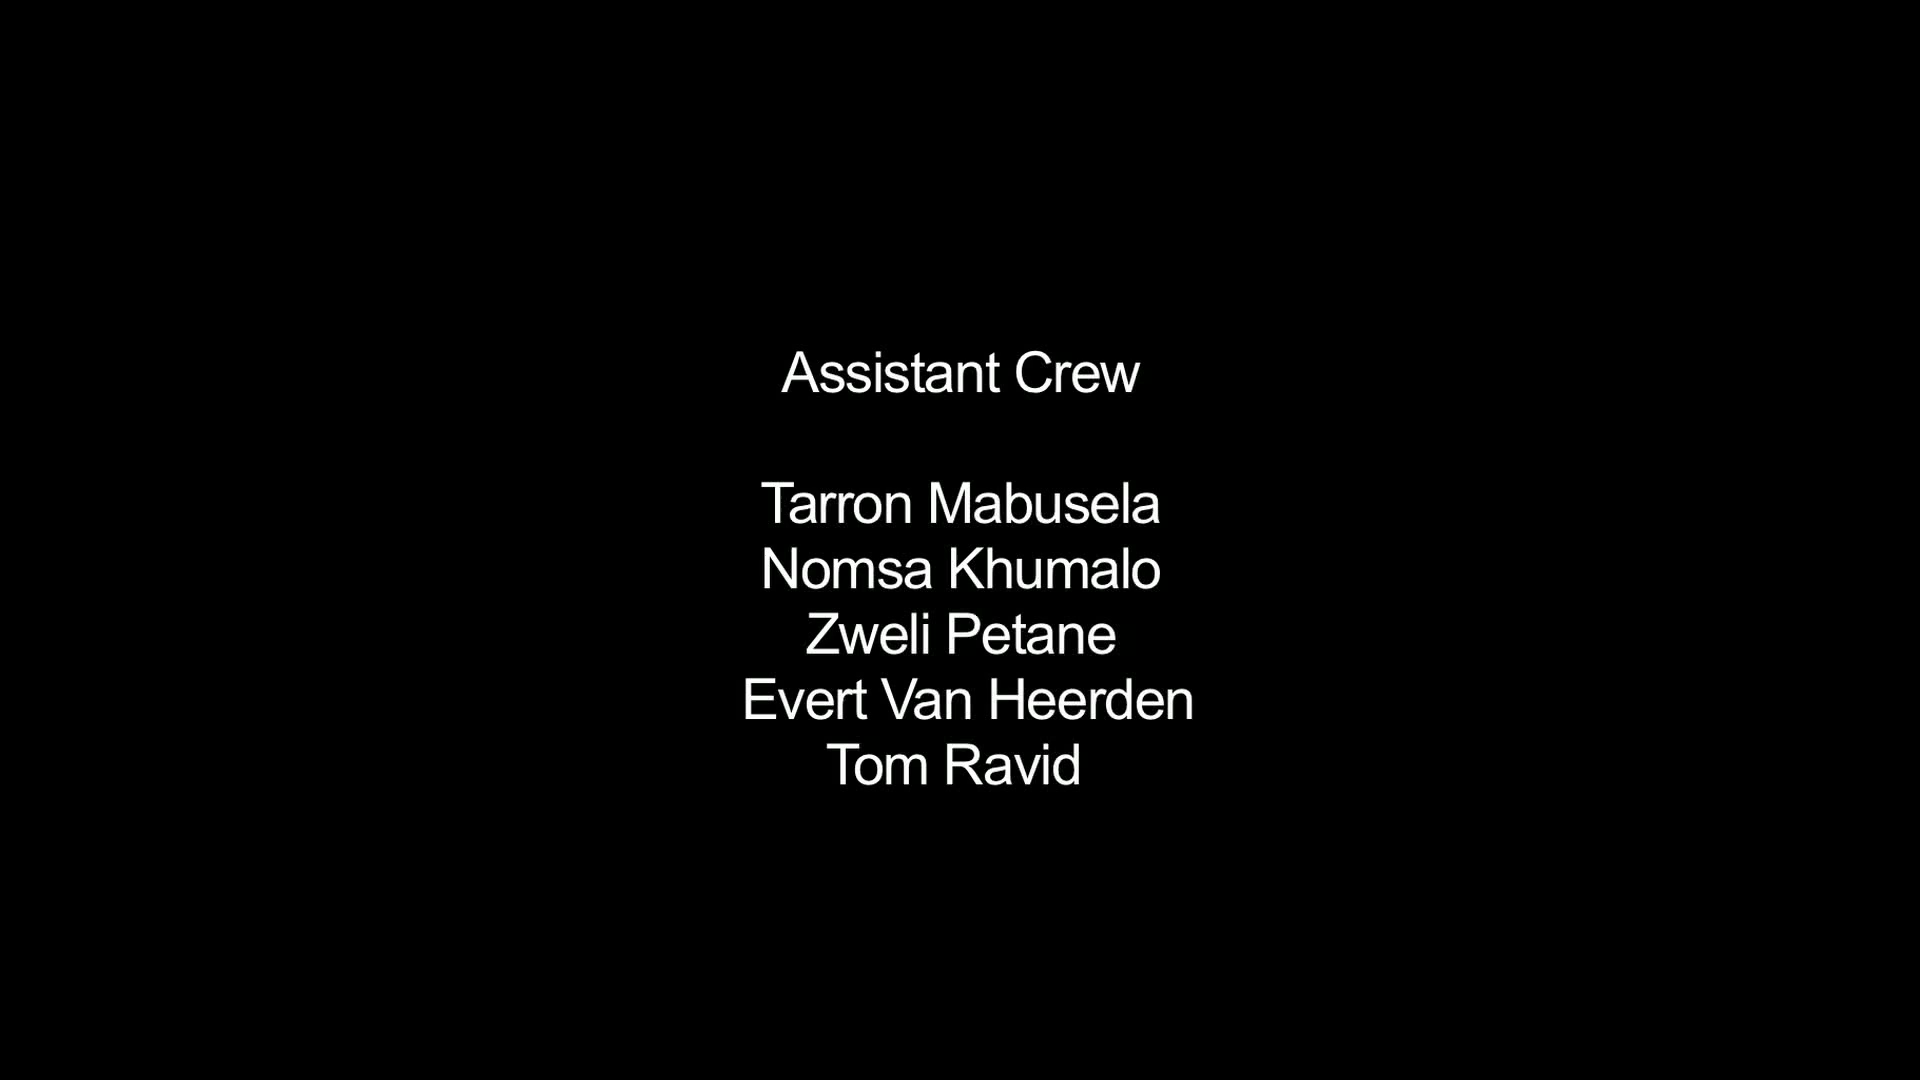 Assistant Crew
Tarron Mabusela
Nomsa Khumalo
Zweli Petane
Evert Van Heerden
Tom Ravid